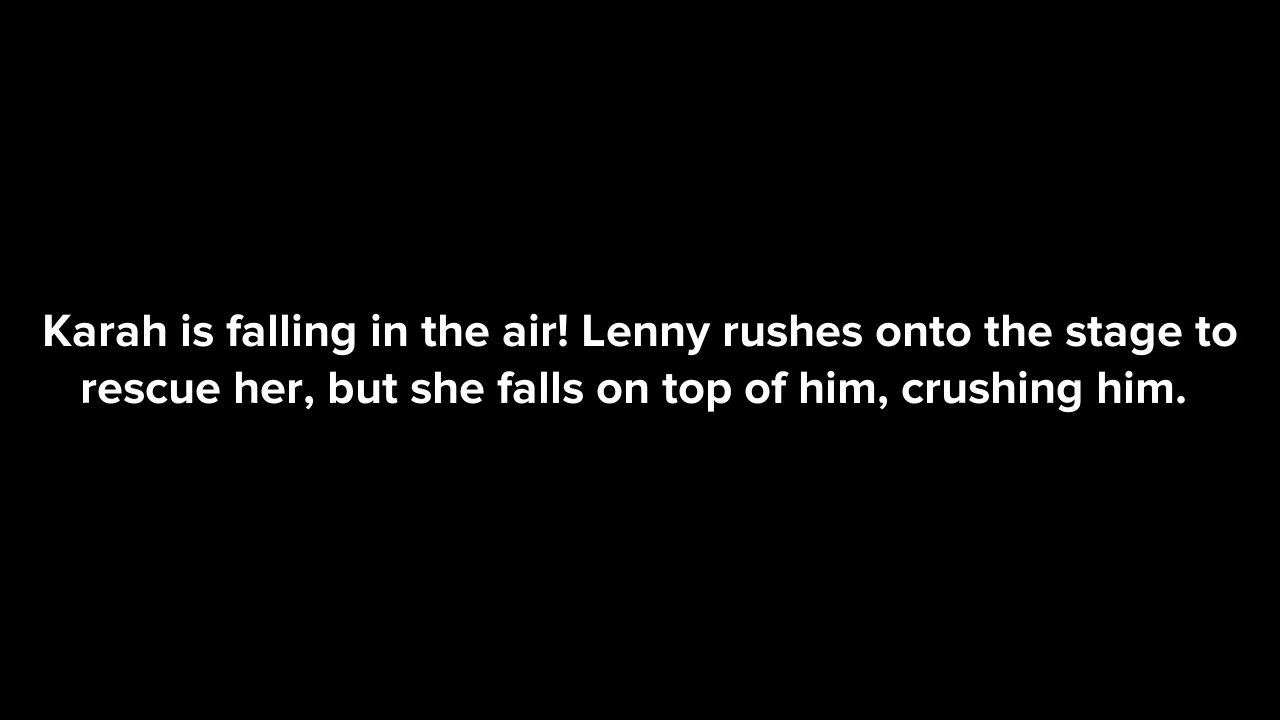 Karah is falling in the air! Lenny rushes onto the stage to
rescue her, but she falls on top of him, crushing him.